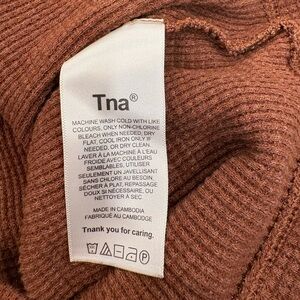 Tna®
MACHINE WASH COLD WITH LIKE
COLOURS, ONLY NON-CHLORINE
BLEACH WHEN NEEDED, DRY
FLAT, COOL IRON ONLY IF
NEEDED, OR DRY CLEAN.
LAVER À LA MACHINE À L'EAU
FROIDE AVEC COULEURS
SEMBLABLES, UTILISER
SEULEMENT UN JAVELLISANT
SANS CHLORE AU BESOIN,
SÉCHER À PLAT, REPASSAGE
DOUX SI NÉCESSAIRE, OU
NETTOYER À SEC
MADE IN CAMBODIA
FABRIQUÉ AU CAMBODGE
Thank you for caring.